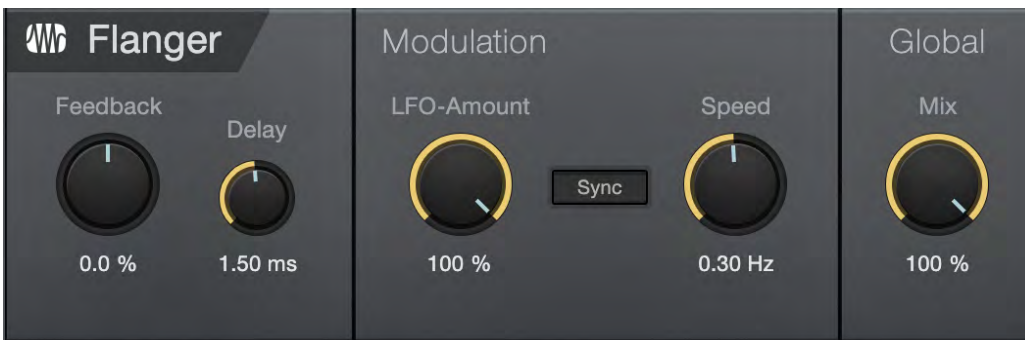 Flanger
Feedback
Delay
0.0 %
1.50 ms
Modulation
LFO-Amount
Speed
Sync
100 %
0.30 Hz
Global
Mix
100 %